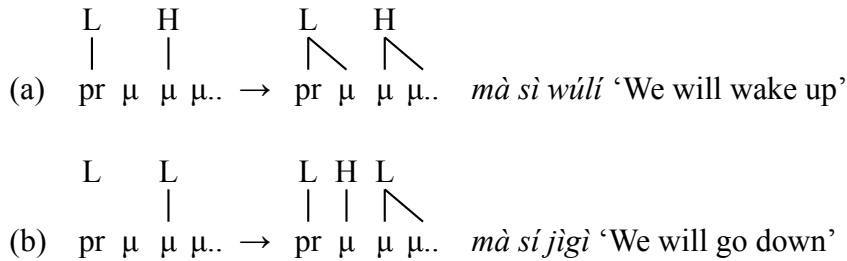 L H L H
(a) pr μ μ μ.. → pr μ μ μ.. mà sì wúlí ‘We will wake up’
L L L H L
(b) pr μ μ μ.. → pr μ μ μ.. mà sí jìgì ‘We will go down’